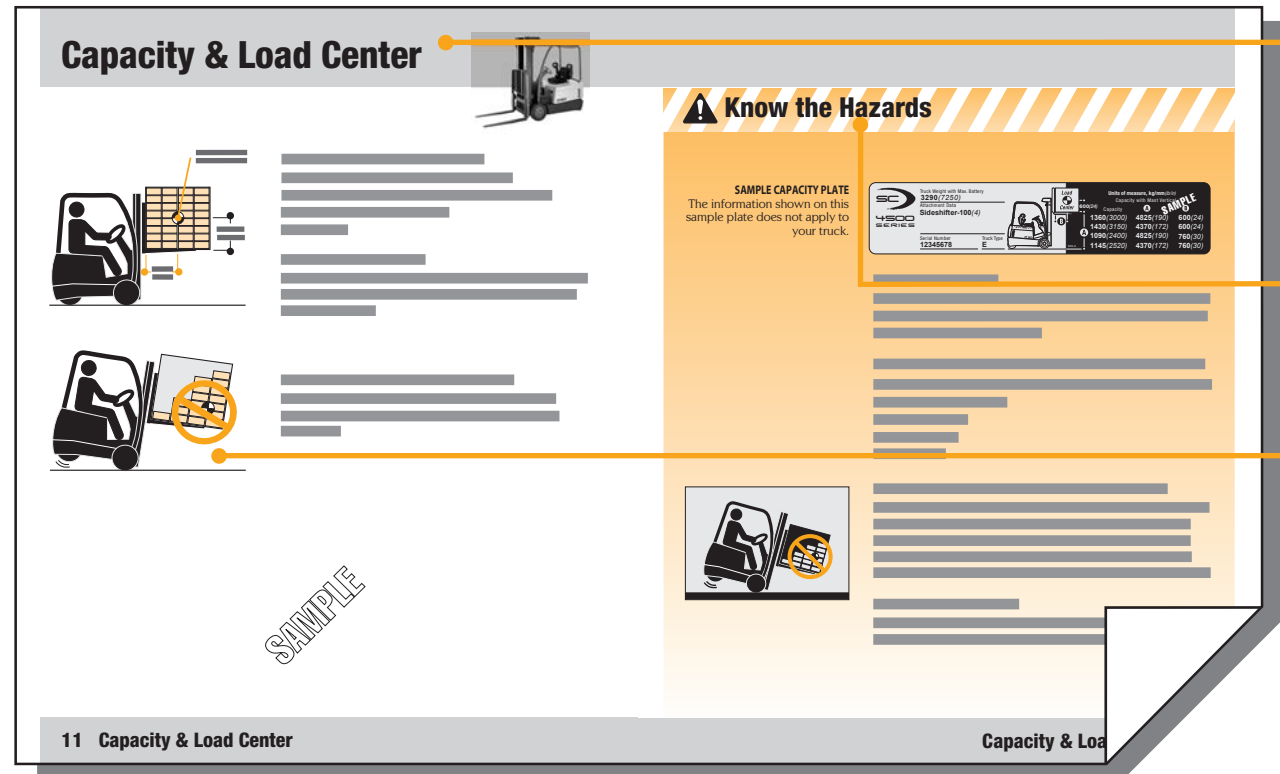 Capacity & Load Center
Know the Hazards
SAMPLE CAPACITY PLATE
The information shown on this
sample plate does not apply to
your truck.
SC
4500
SERIES
Truck Weight with Max. Battery
3290(7250)
Attachment Data
Sideshifter-100(4)
Serial Number
12345678
Truck Type
E
Load
Center
600(24)
B
A
Units of measure, kg/mm(lb/in)
Capacity with Mast Vertical
Capacity
1360(3000) 4825(190) 600(24)
1430(3150) 4370(172) 600(24)
1090(2400) 4825(190) 760(30)
1145(2520) 4370(172) 760(30)
SAMPLE
SAMPLE
11 Capacity & Load Center
Capacity & Loa